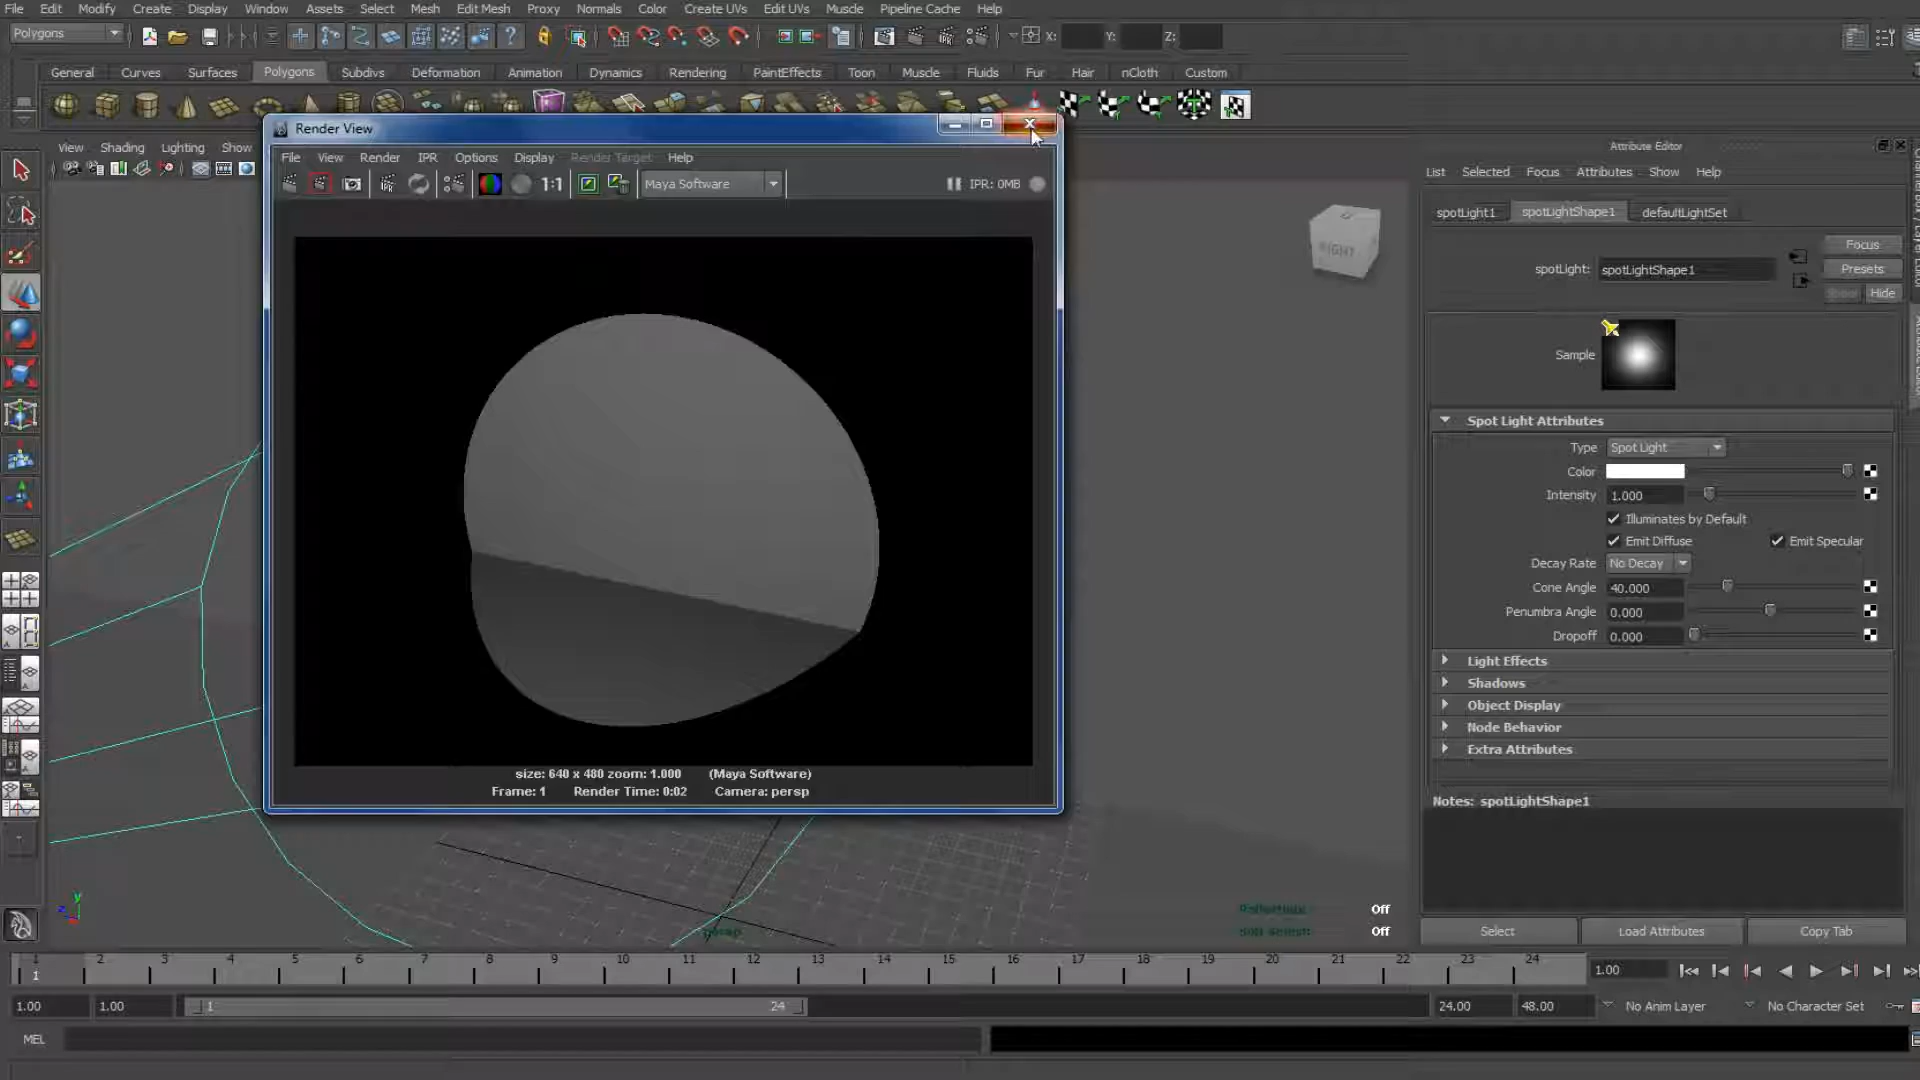 File Edit Modify Create Display Window Assets Select Mesh Edit Mesh Proxy Normals Color Create UVs Edit UVs Muscle Pipeline Cache Help
Polygons X: Y: Z:
General Curves Surfaces Polygons Subdivs Deformation Animation Dynamics Rendering PaintEffects Toon Muscle Fluids Fur Hair nCloth Custom
Render View
View Shading Lighting Show
File View Render IPR Options Display Render Target Help
1:1 Maya Software IPR: 0MB
RIGHT
size: 640 x 480 zoom: 1.000 (Maya Software)
Frame: 1 Render Time: 0:02 Camera: persp
Attribute Editor
List Selected Focus Attributes Show Help
spotLight1 spotLightShape1 defaultLightSet
Focus
spotLight: spotLightShape1
Presets
Hide
Sample
Spot Light Attributes
Type Spot Light
Color
Intensity 1.000
Illuminates by Default
Emit Diffuse Emit Specular
Decay Rate No Decay
Cone Angle 40.000
Penumbra Angle 0.000
Dropoff 0.000
Light Effects
Shadows
Object Display
Node Behavior
Extra Attributes
Notes: spotLightShape1
Off
Off
persp
y
z
Select Load Attributes Copy Tab
1 2 3 4 5 6 7 8 9 10 11 12 13 14 15 16 17 18 19 20 21 22 23 24
1 1.00
1.00 1.00 1 24 24.00 48.00 No Anim Layer No Character Set
MEL